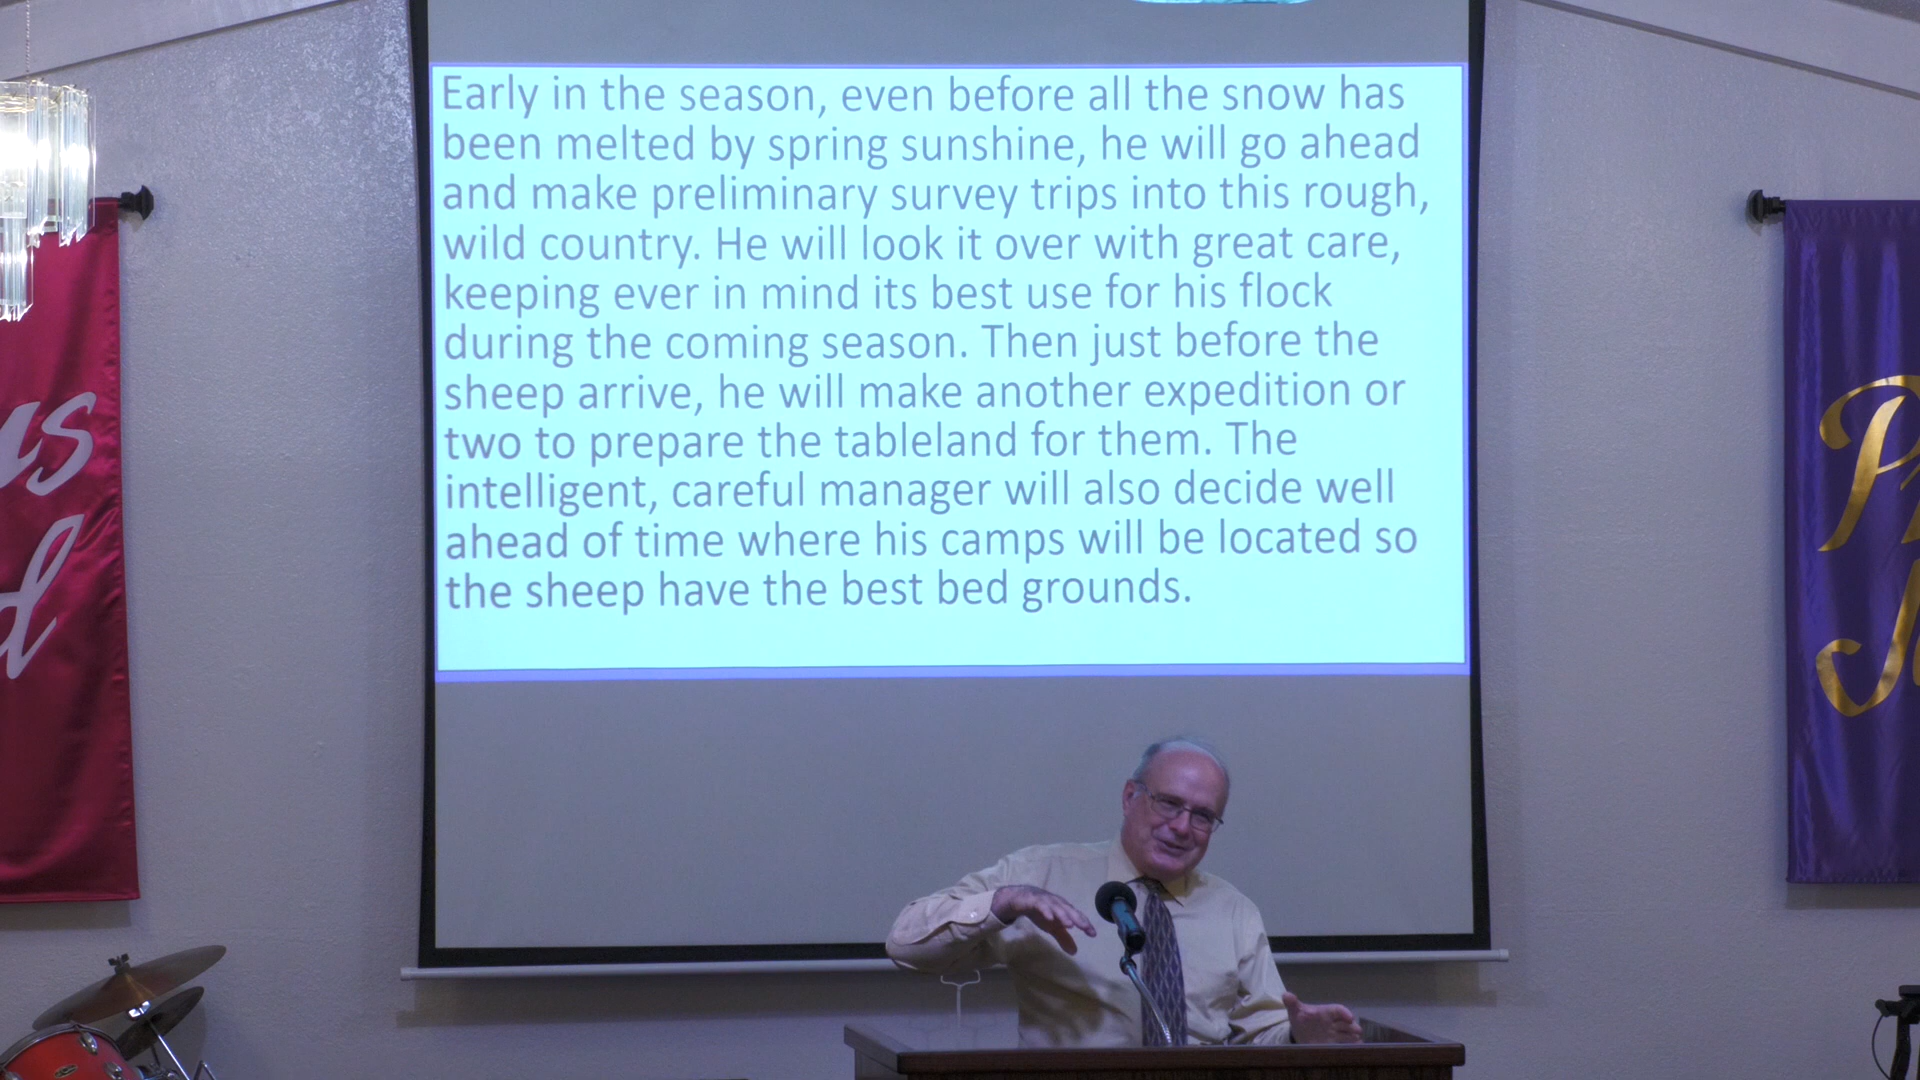 Early in the season, even before all the snow has
been melted by spring sunshine, he will go ahead
and make preliminary survey trips into this rough,
wild country. He will look it over with great care,
keeping ever in mind its best use for his flock
during the coming season. Then just before the
sheep arrive, he will make another expedition or
two to prepare the tableland for them. The
intelligent, careful manager will also decide well
ahead of time where his camps will be located so
the sheep have the best bed grounds.